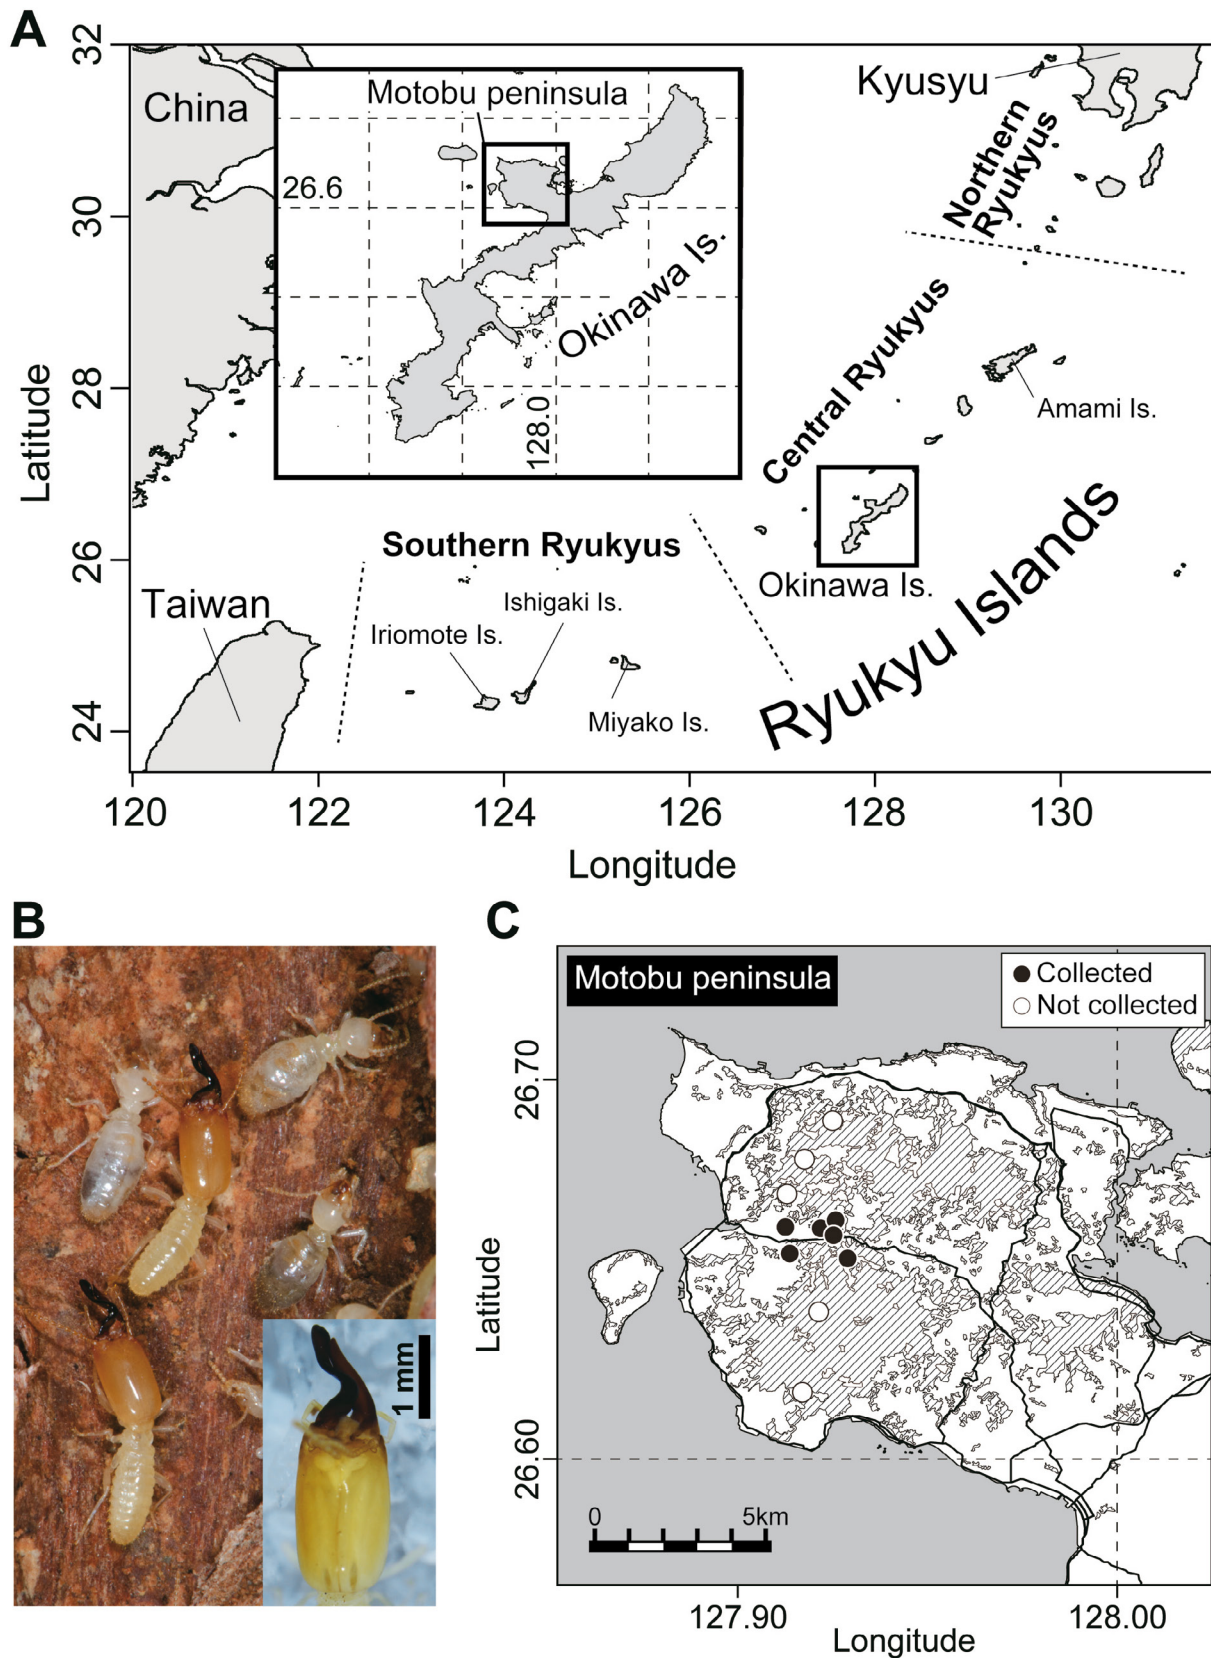 A
32
30
28
26
24
Latitude
China
Motobu peninsula
26.6
128.0
Okinawa Is.
Kyusyu
Northern
Ryukyus
Central Ryukyus
Amami Is.
Okinawa Is.
Ryukyu Islands
Southern Ryukyus
Taiwan
Ishigaki Is.
Iriomote Is.
Miyako Is.
120
122
124
126
128
130
Longitude
B
1 mm
C
Motobu peninsula
Collected
Not collected
26.70
26.60
Latitude
0
5km
127.90
128.00
Longitude